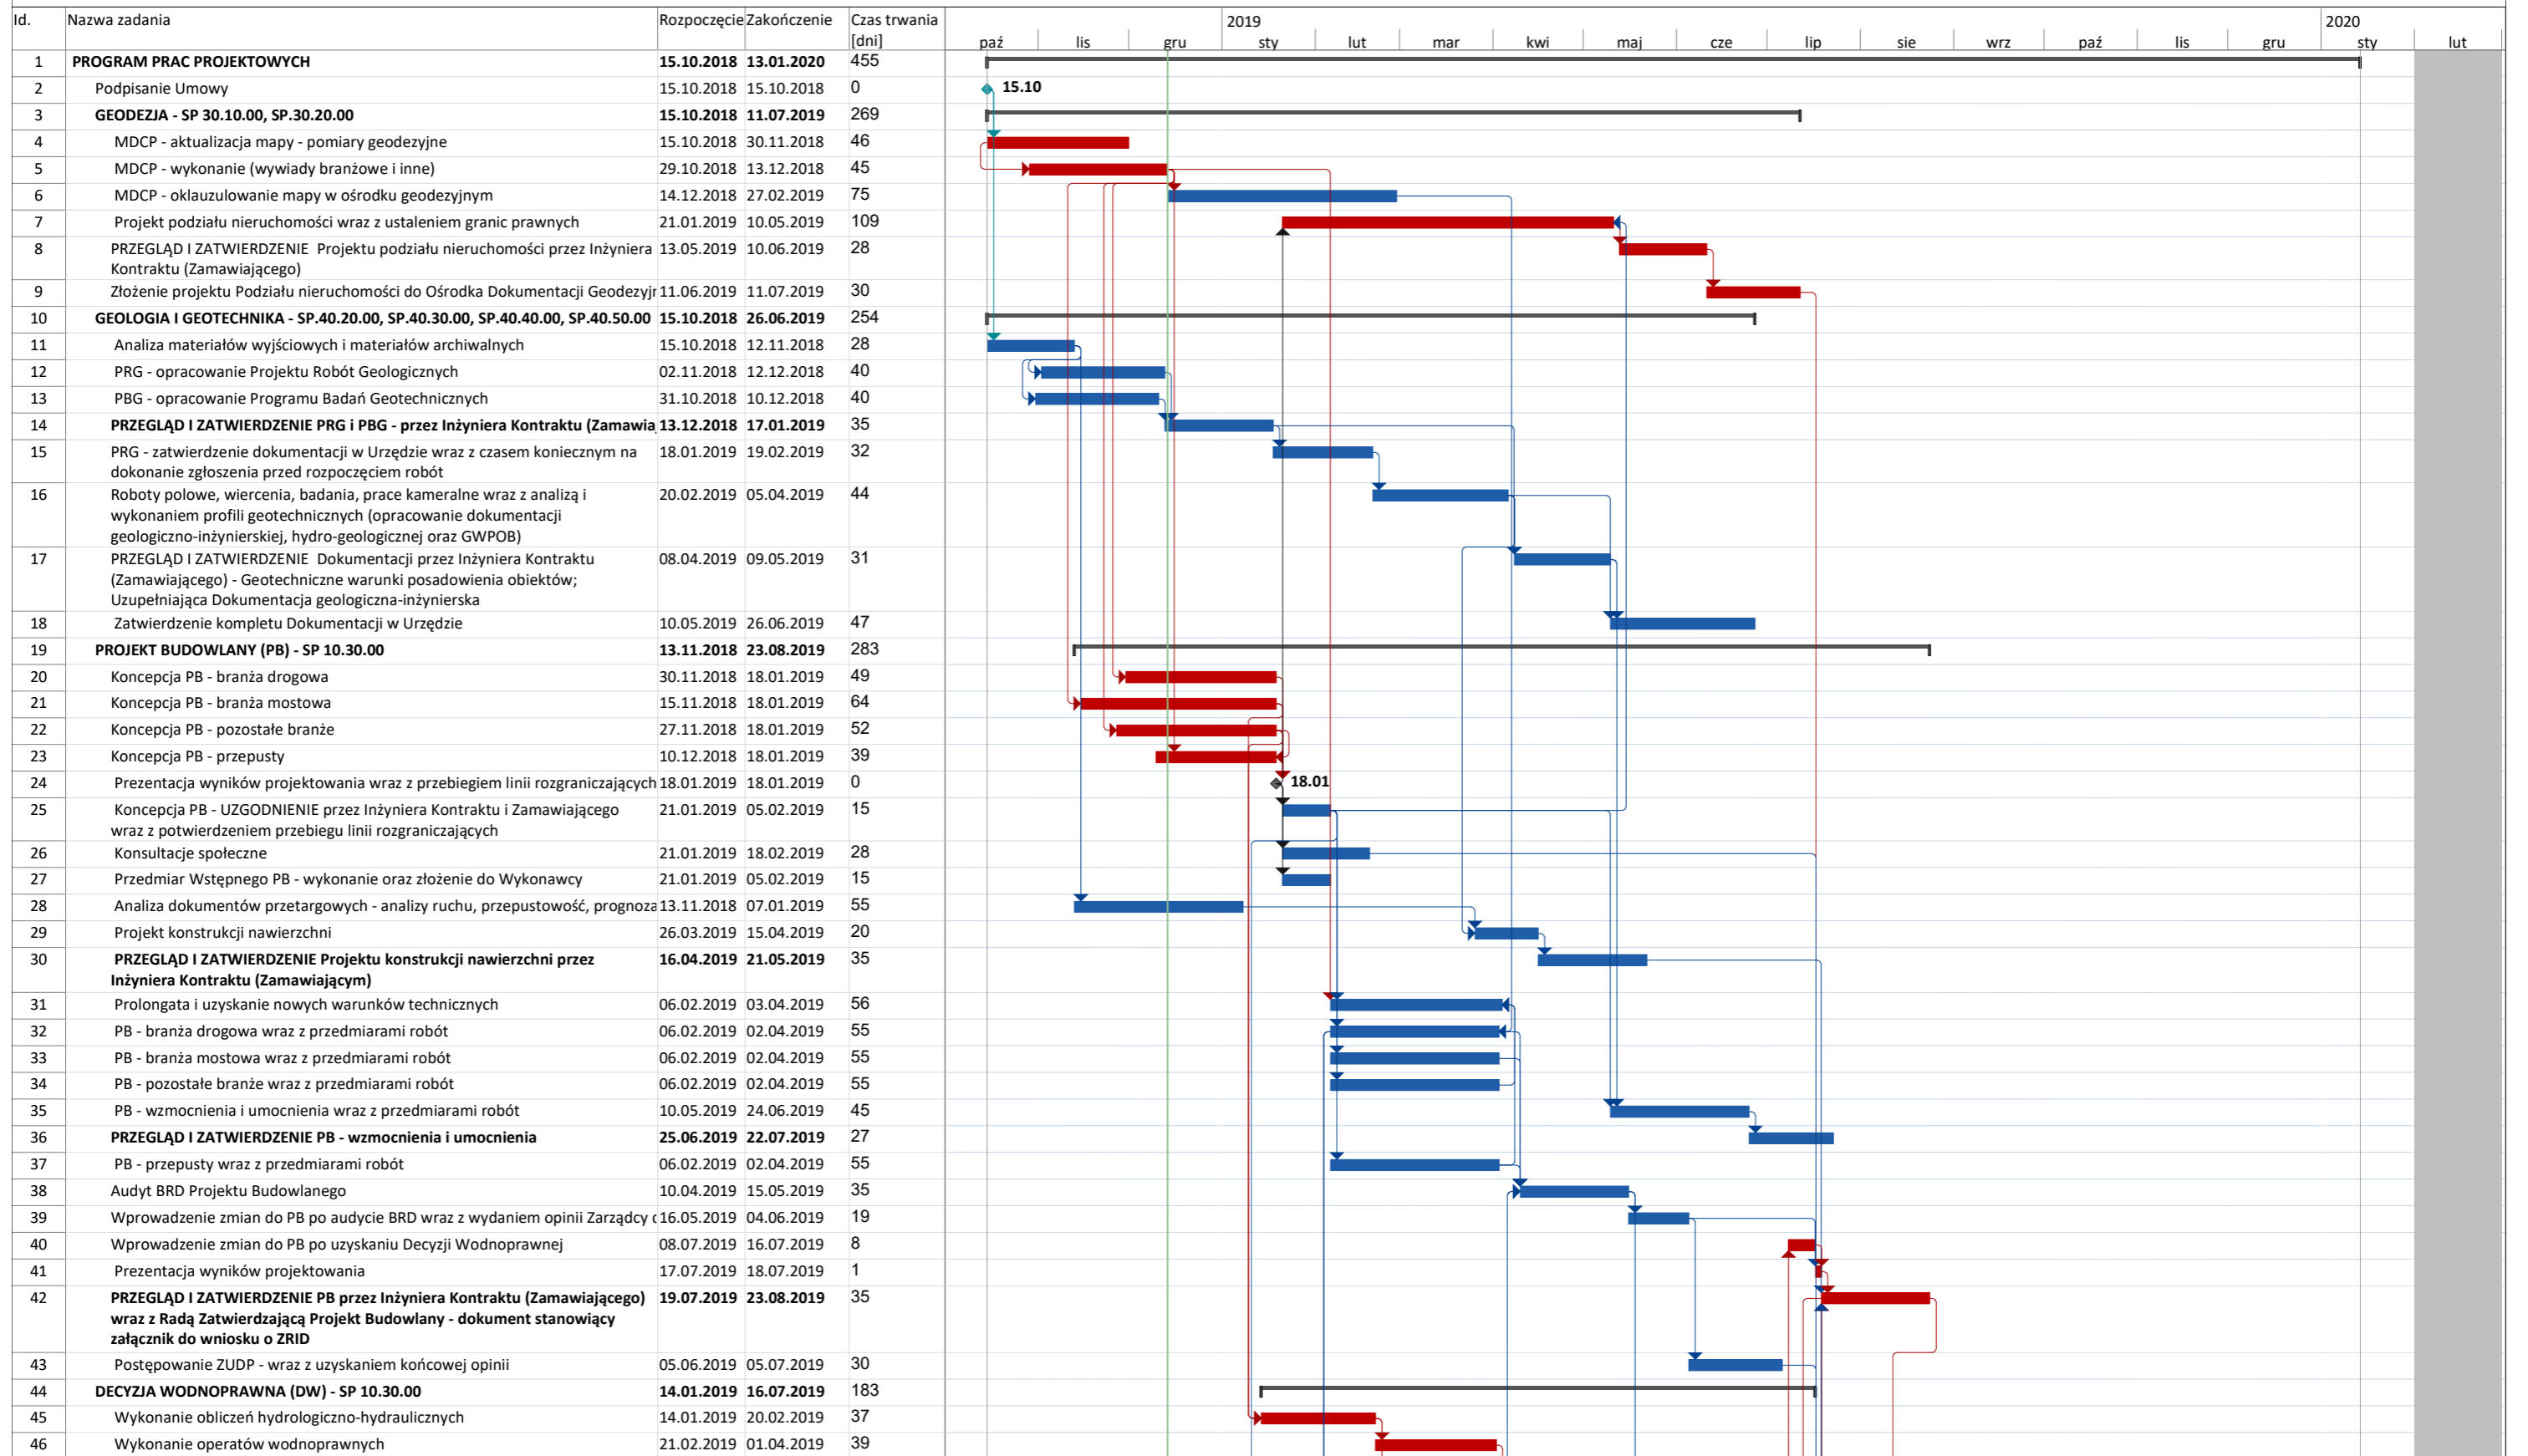 Id. Nazwa zadania Rozpoczęcie Zakończenie Czas trwania 2019 2020
[dni] paź lis gru sty lut mar kwi maj cze lip sie wrz paź lis gru sty lut
1 PROGRAM PRAC PROJEKTOWYCH 15.10.2018 13.01.2020 455
2 Podpisanie Umowy 15.10.2018 15.10.2018 0 15.10
3 GEODEZJA - SP 30.10.00, SP.30.20.00 15.10.2018 11.07.2019 269
4 MDCP - aktualizacja mapy - pomiary geodezyjne 15.10.2018 30.11.2018 46
5 MDCP - wykonanie (wywiady branżowe i inne) 29.10.2018 13.12.2018 45
6 MDCP - oklauzulowanie mapy w ośrodku geodezyjnym 14.12.2018 27.02.2019 75
7 Projekt podziału nieruchomości wraz z ustaleniem granic prawnych 21.01.2019 10.05.2019 109
8 PRZEGLĄD I ZATWIERDZENIE Projektu podziału nieruchomości przez Inżyniera 13.05.2019 10.06.2019 28
Kontraktu (Zamawiającego)
9 Złożenie projektu Podziału nieruchomości do Ośrodka Dokumentacji Geodezyjn 11.06.2019 11.07.2019 30
10 GEOLOGIA I GEOTECHNIKA - SP.40.20.00, SP.40.30.00, SP.40.40.00, SP.40.50.00 15.10.2018 26.06.2019 254
11 Analiza materiałów wyjściowych i materiałów archiwalnych 15.10.2018 12.11.2018 28
12 PRG - opracowanie Projektu Robót Geologicznych 02.11.2018 12.12.2018 40
13 PBG - opracowanie Programu Badań Geotechnicznych 31.10.2018 10.12.2018 40
14 PRZEGLĄD I ZATWIERDZENIE PRG i PBG - przez Inżyniera Kontraktu (Zamawia 13.12.2018 17.01.2019 35
15 PRG - zatwierdzenie dokumentacji w Urzędzie wraz z czasem koniecznym na 18.01.2019 19.02.2019 32
dokonanie zgłoszenia przed rozpoczęciem robót
16 Roboty polowe, wiercenia, badania, prace kameralne wraz z analizą i 20.02.2019 05.04.2019 44
wykonaniem profili geotechnicznych (opracowanie dokumentacji
geologiczno-inżynierskiej, hydro-geologicznej oraz GWPOB)
17 PRZEGLĄD I ZATWIERDZENIE Dokumentacji przez Inżyniera Kontraktu 08.04.2019 09.05.2019 31
(Zamawiającego) - Geotechniczne warunki posadowienia obiektów;
Uzupełniająca Dokumentacja geologiczna-inżynierska
18 Zatwierdzenie kompletu Dokumentacji w Urzędzie 10.05.2019 26.06.2019 47
19 PROJEKT BUDOWLANY (PB) - SP 10.30.00 13.11.2018 23.08.2019 283
20 Koncepcja PB - branża drogowa 30.11.2018 18.01.2019 49
21 Koncepcja PB - branża mostowa 15.11.2018 18.01.2019 64
22 Koncepcja PB - pozostałe branże 27.11.2018 18.01.2019 52
23 Koncepcja PB - przepusty 10.12.2018 18.01.2019 39
24 Prezentacja wyników projektowania wraz z przebiegiem linii rozgraniczających 18.01.2019 18.01.2019 0 18.01
25 Koncepcja PB - UZGODNIENIE przez Inżyniera Kontraktu i Zamawiającego 21.01.2019 05.02.2019 15
wraz z potwierdzeniem przebiegu linii rozgraniczających
26 Konsultacje społeczne 21.01.2019 18.02.2019 28
27 Przedmiar Wstępnego PB - wykonanie oraz złożenie do Wykonawcy 21.01.2019 05.02.2019 15
28 Analiza dokumentów przetargowych - analizy ruchu, przepustowość, prognoza 13.11.2018 07.01.2019 55
29 Projekt konstrukcji nawierzchni 26.03.2019 15.04.2019 20
30 PRZEGLĄD I ZATWIERDZENIE Projektu konstrukcji nawierzchni przez 16.04.2019 21.05.2019 35
Inżyniera Kontraktu (Zamawiającym)
31 Prolongata i uzyskanie nowych warunków technicznych 06.02.2019 03.04.2019 56
32 PB - branża drogowa wraz z przedmiarami robót 06.02.2019 02.04.2019 55
33 PB - branża mostowa wraz z przedmiarami robót 06.02.2019 02.04.2019 55
34 PB - pozostałe branże wraz z przedmiarami robót 06.02.2019 02.04.2019 55
35 PB - wzmocnienia i umocnienia wraz z przedmiarami robót 10.05.2019 24.06.2019 45
36 PRZEGLĄD I ZATWIERDZENIE PB - wzmocnienia i umocnienia 25.06.2019 22.07.2019 27
37 PB - przepusty wraz z przedmiarami robót 06.02.2019 02.04.2019 55
38 Audyt BRD Projektu Budowlanego 10.04.2019 15.05.2019 35
39 Wprowadzenie zmian do PB po audycie BRD wraz z wydaniem opinii Zarządcy 16.05.2019 04.06.2019 19
40 Wprowadzenie zmian do PB po uzyskaniu Decyzji Wodnoprawnej 08.07.2019 16.07.2019 8
41 Prezentacja wyników projektowania 17.07.2019 18.07.2019 1
42 PRZEGLĄD I ZATWIERDZENIE PB przez Inżyniera Kontraktu (Zamawiającego) 19.07.2019 23.08.2019 35
wraz z Radą Zatwierdzającą Projekt Budowlany - dokument stanowiący
załącznik do wniosku o ZRID
43 Postępowanie ZUDP - wraz z uzyskaniem końcowej opinii 05.06.2019 05.07.2019 30
44 DECYZJA WODNOPRAWNA (DW) - SP 10.30.00 14.01.2019 16.07.2019 183
45 Wykonanie obliczeń hydrologiczno-hydraulicznych 14.01.2019 20.02.2019 37
46 Wykonanie operatów wodnoprawnych 21.02.2019 01.04.2019 39